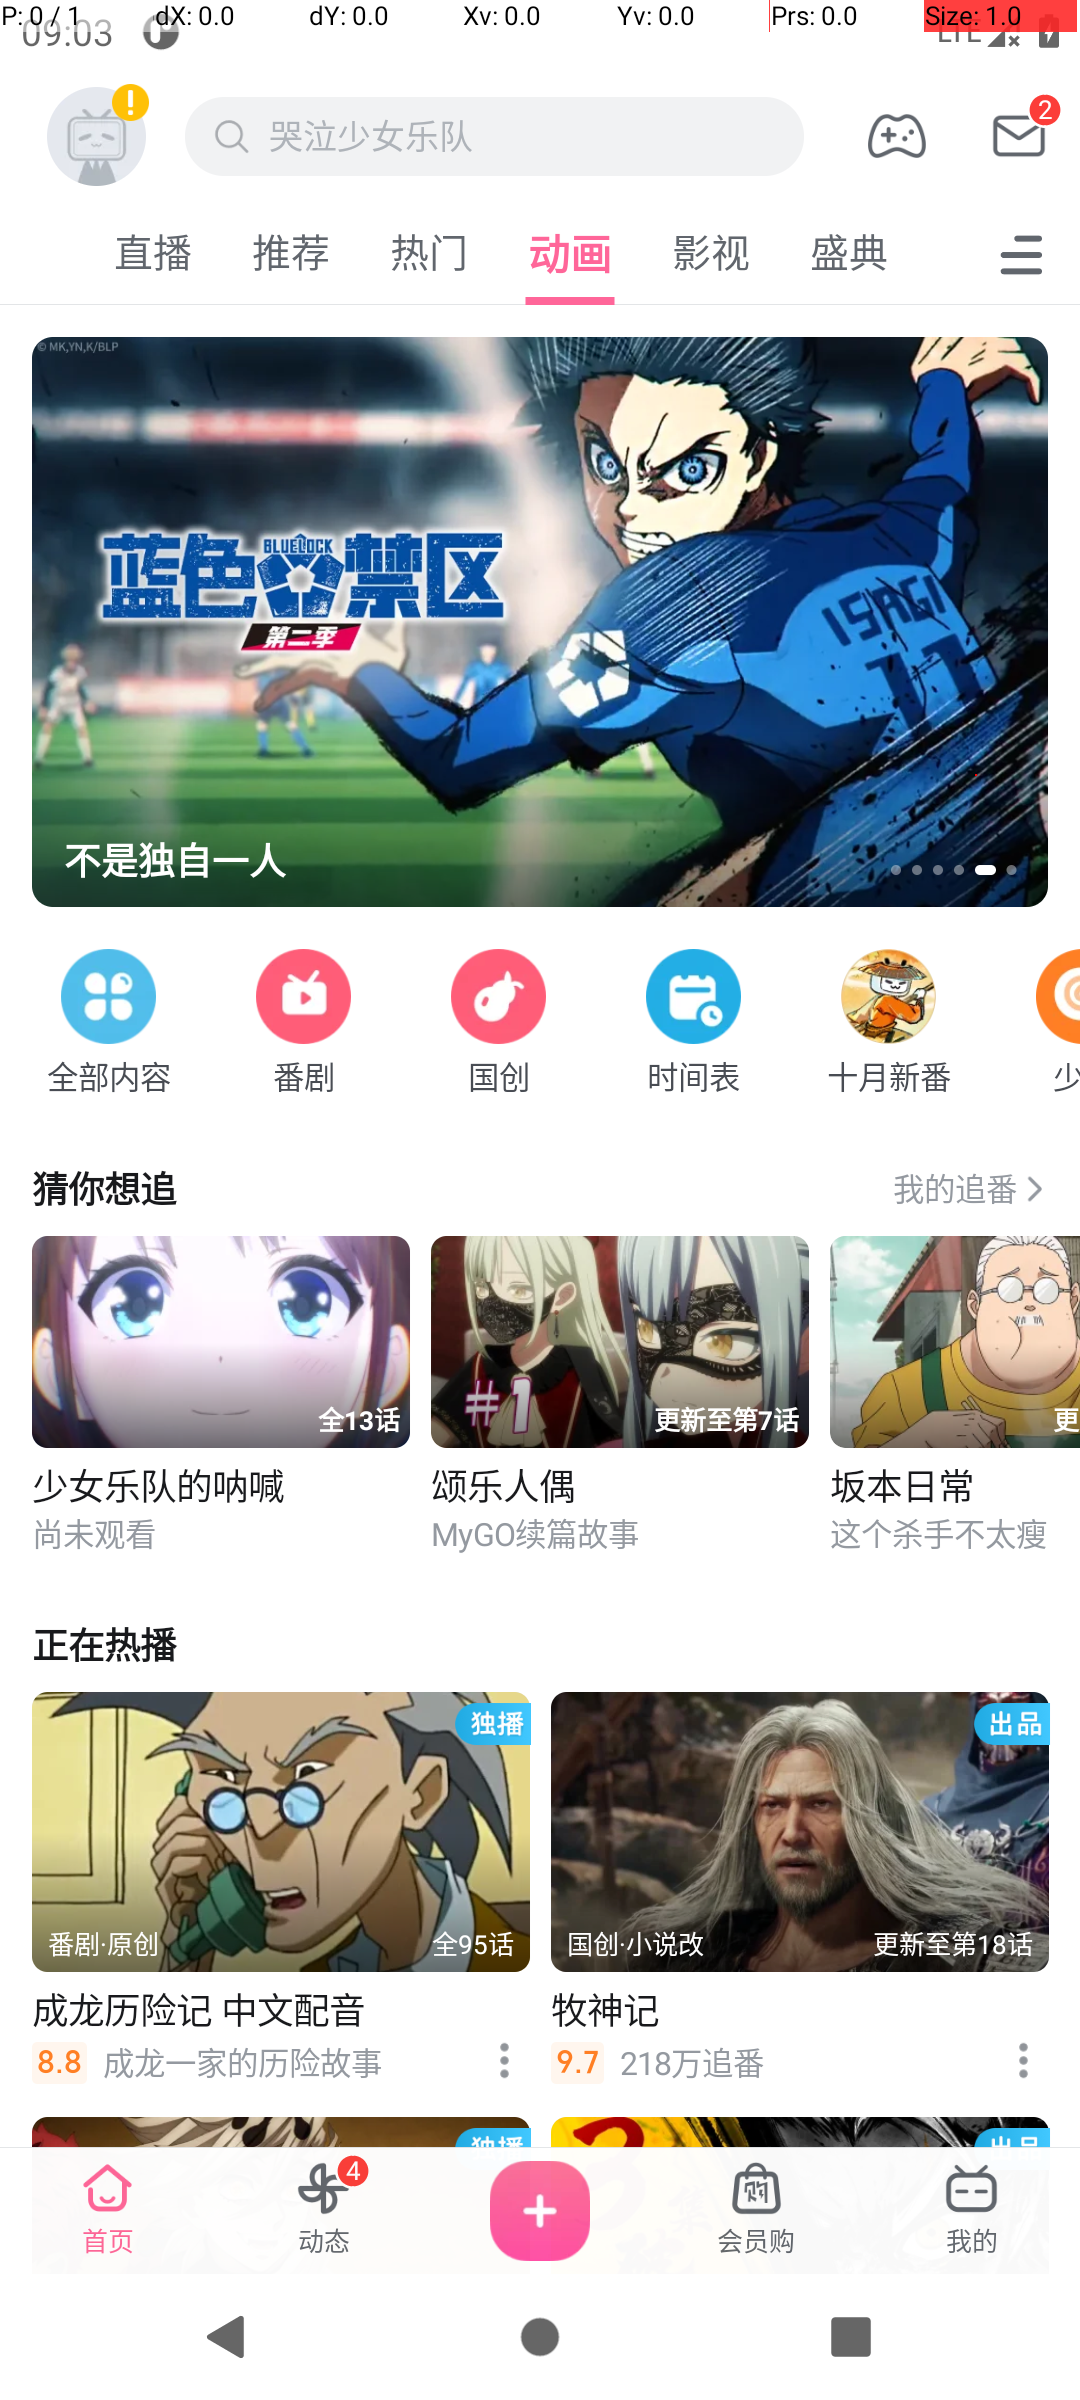 P: 0 / 1 dX: 0.0 dY: 0.0 Xv: 0.0 Yv: 0.0 Prs: 0.0 Size: 1.0
09:03 LTE
哭泣少女乐队
2
直播 推荐 热门 动画 影视 盛典
© MK,YN,K/BLP
ISAGI
11
蓝色禁区
BLUELOCK
第二季
不是独自一人
全部内容 番剧 国创 时间表 十月新番 少
猜你想追 我的追番
全13话 #1 更新至第7话 更
少女乐队的呐喊 颂乐人偶 坂本日常
尚未观看 MyGO续篇故事 这个杀手不太瘦
正在热播
独播 出品
番剧·原创 全95话 国创·小说改 更新至第18话
成龙历险记 中文配音 牧神记
8.8 成龙一家的历险故事 9.7 218万追番
独播 出品
4
购
首页 动态 会员购 我的